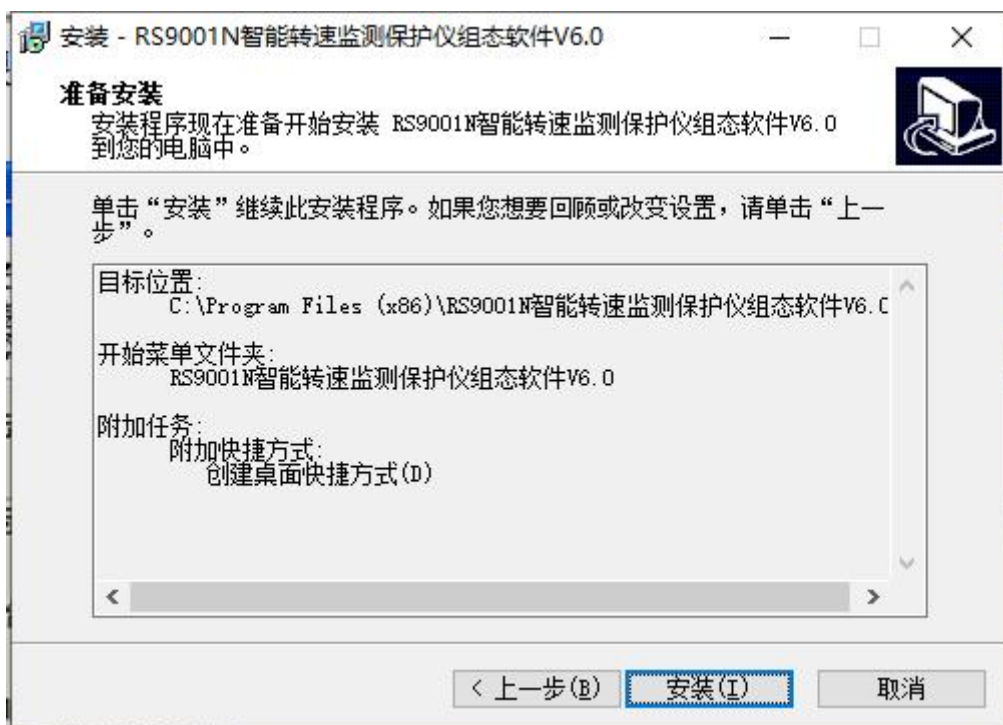 安装 - RS9001N智能转速监测保护仪组态软件V6.0
准备安装
安装程序现在准备开始安装 RS9001N智能转速监测保护仪组态软件V6.0
到您的电脑中。
单击“安装”继续此安装程序。如果您想要回顾或改变设置，请单击“上一
步”。
目标位置:
C:\Program Files (x86)\RS9001N智能转速监测保护仪组态软件V6.0
开始菜单文件夹:
RS9001N智能转速监测保护仪组态软件V6.0
附加任务:
附加快捷方式:
创建桌面快捷方式(D)
< 上一步(B)
安装(I)
取消